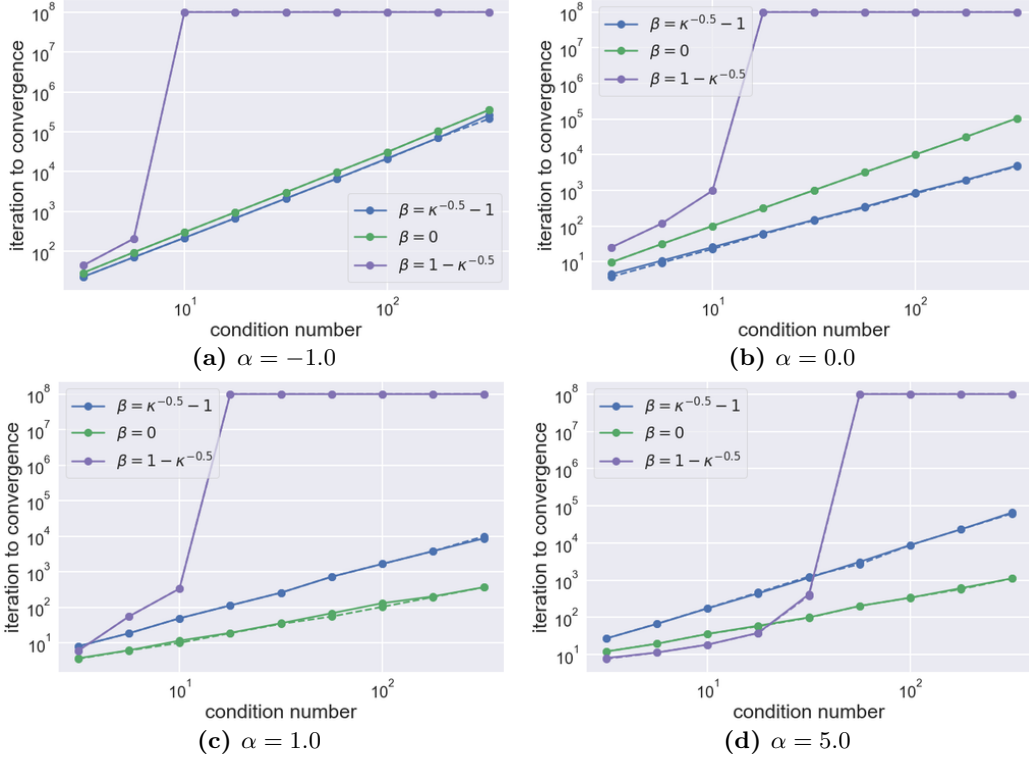 10^8
10^7
10^6
10^5
10^4
10^3
10^2
iteration to convergence
β = κ^{-0.5} − 1
β = 0
β = 1 − κ^{-0.5}
10^1 10^2
condition number
(a) α = −1.0
10^8
10^7
10^6
10^5
10^4
10^3
10^2
10^1
iteration to convergence
β = κ^{-0.5} − 1
β = 0
β = 1 − κ^{-0.5}
10^1 10^2
condition number
(b) α = 0.0
10^8
10^7
10^6
10^5
10^4
10^3
10^2
10^1
iteration to convergence
β = κ^{-0.5} − 1
β = 0
β = 1 − κ^{-0.5}
10^1 10^2
condition number
(c) α = 1.0
10^8
10^7
10^6
10^5
10^4
10^3
10^2
10^1
iteration to convergence
β = κ^{-0.5} − 1
β = 0
β = 1 − κ^{-0.5}
10^1 10^2
condition number
(d) α = 5.0